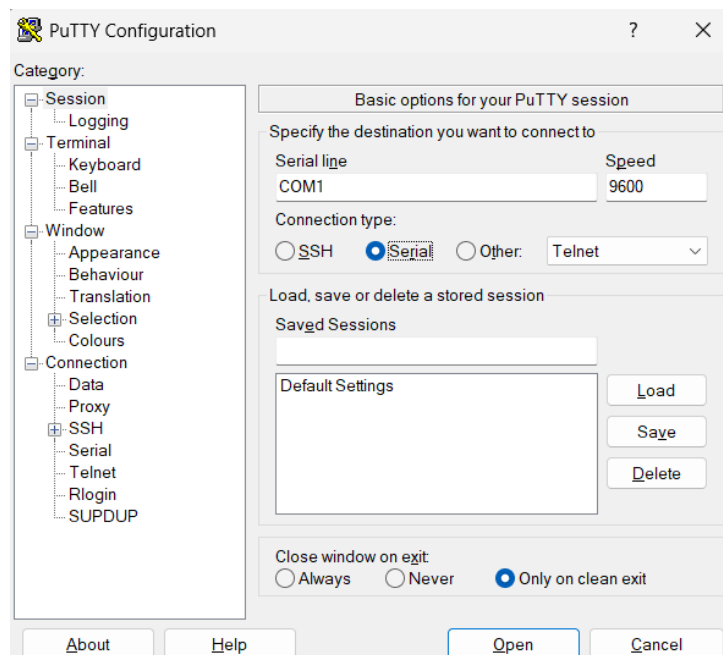 PuTTY Configuration ? ✕
Category:
Session
Logging
Terminal
Keyboard
Bell
Features
Window
Appearance
Behaviour
Translation
Selection
Colours
Connection
Data
Proxy
SSH
Serial
Telnet
Rlogin
SUPDUP
Basic options for your PuTTY session
Specify the destination you want to connect to
Serial line Speed
COM1 9600
Connection type:
SSH Serial Other: Telnet
Load, save or delete a stored session
Saved Sessions
Default Settings
Load
Save
Delete
Close window on exit:
Always Never Only on clean exit
About Help Open Cancel